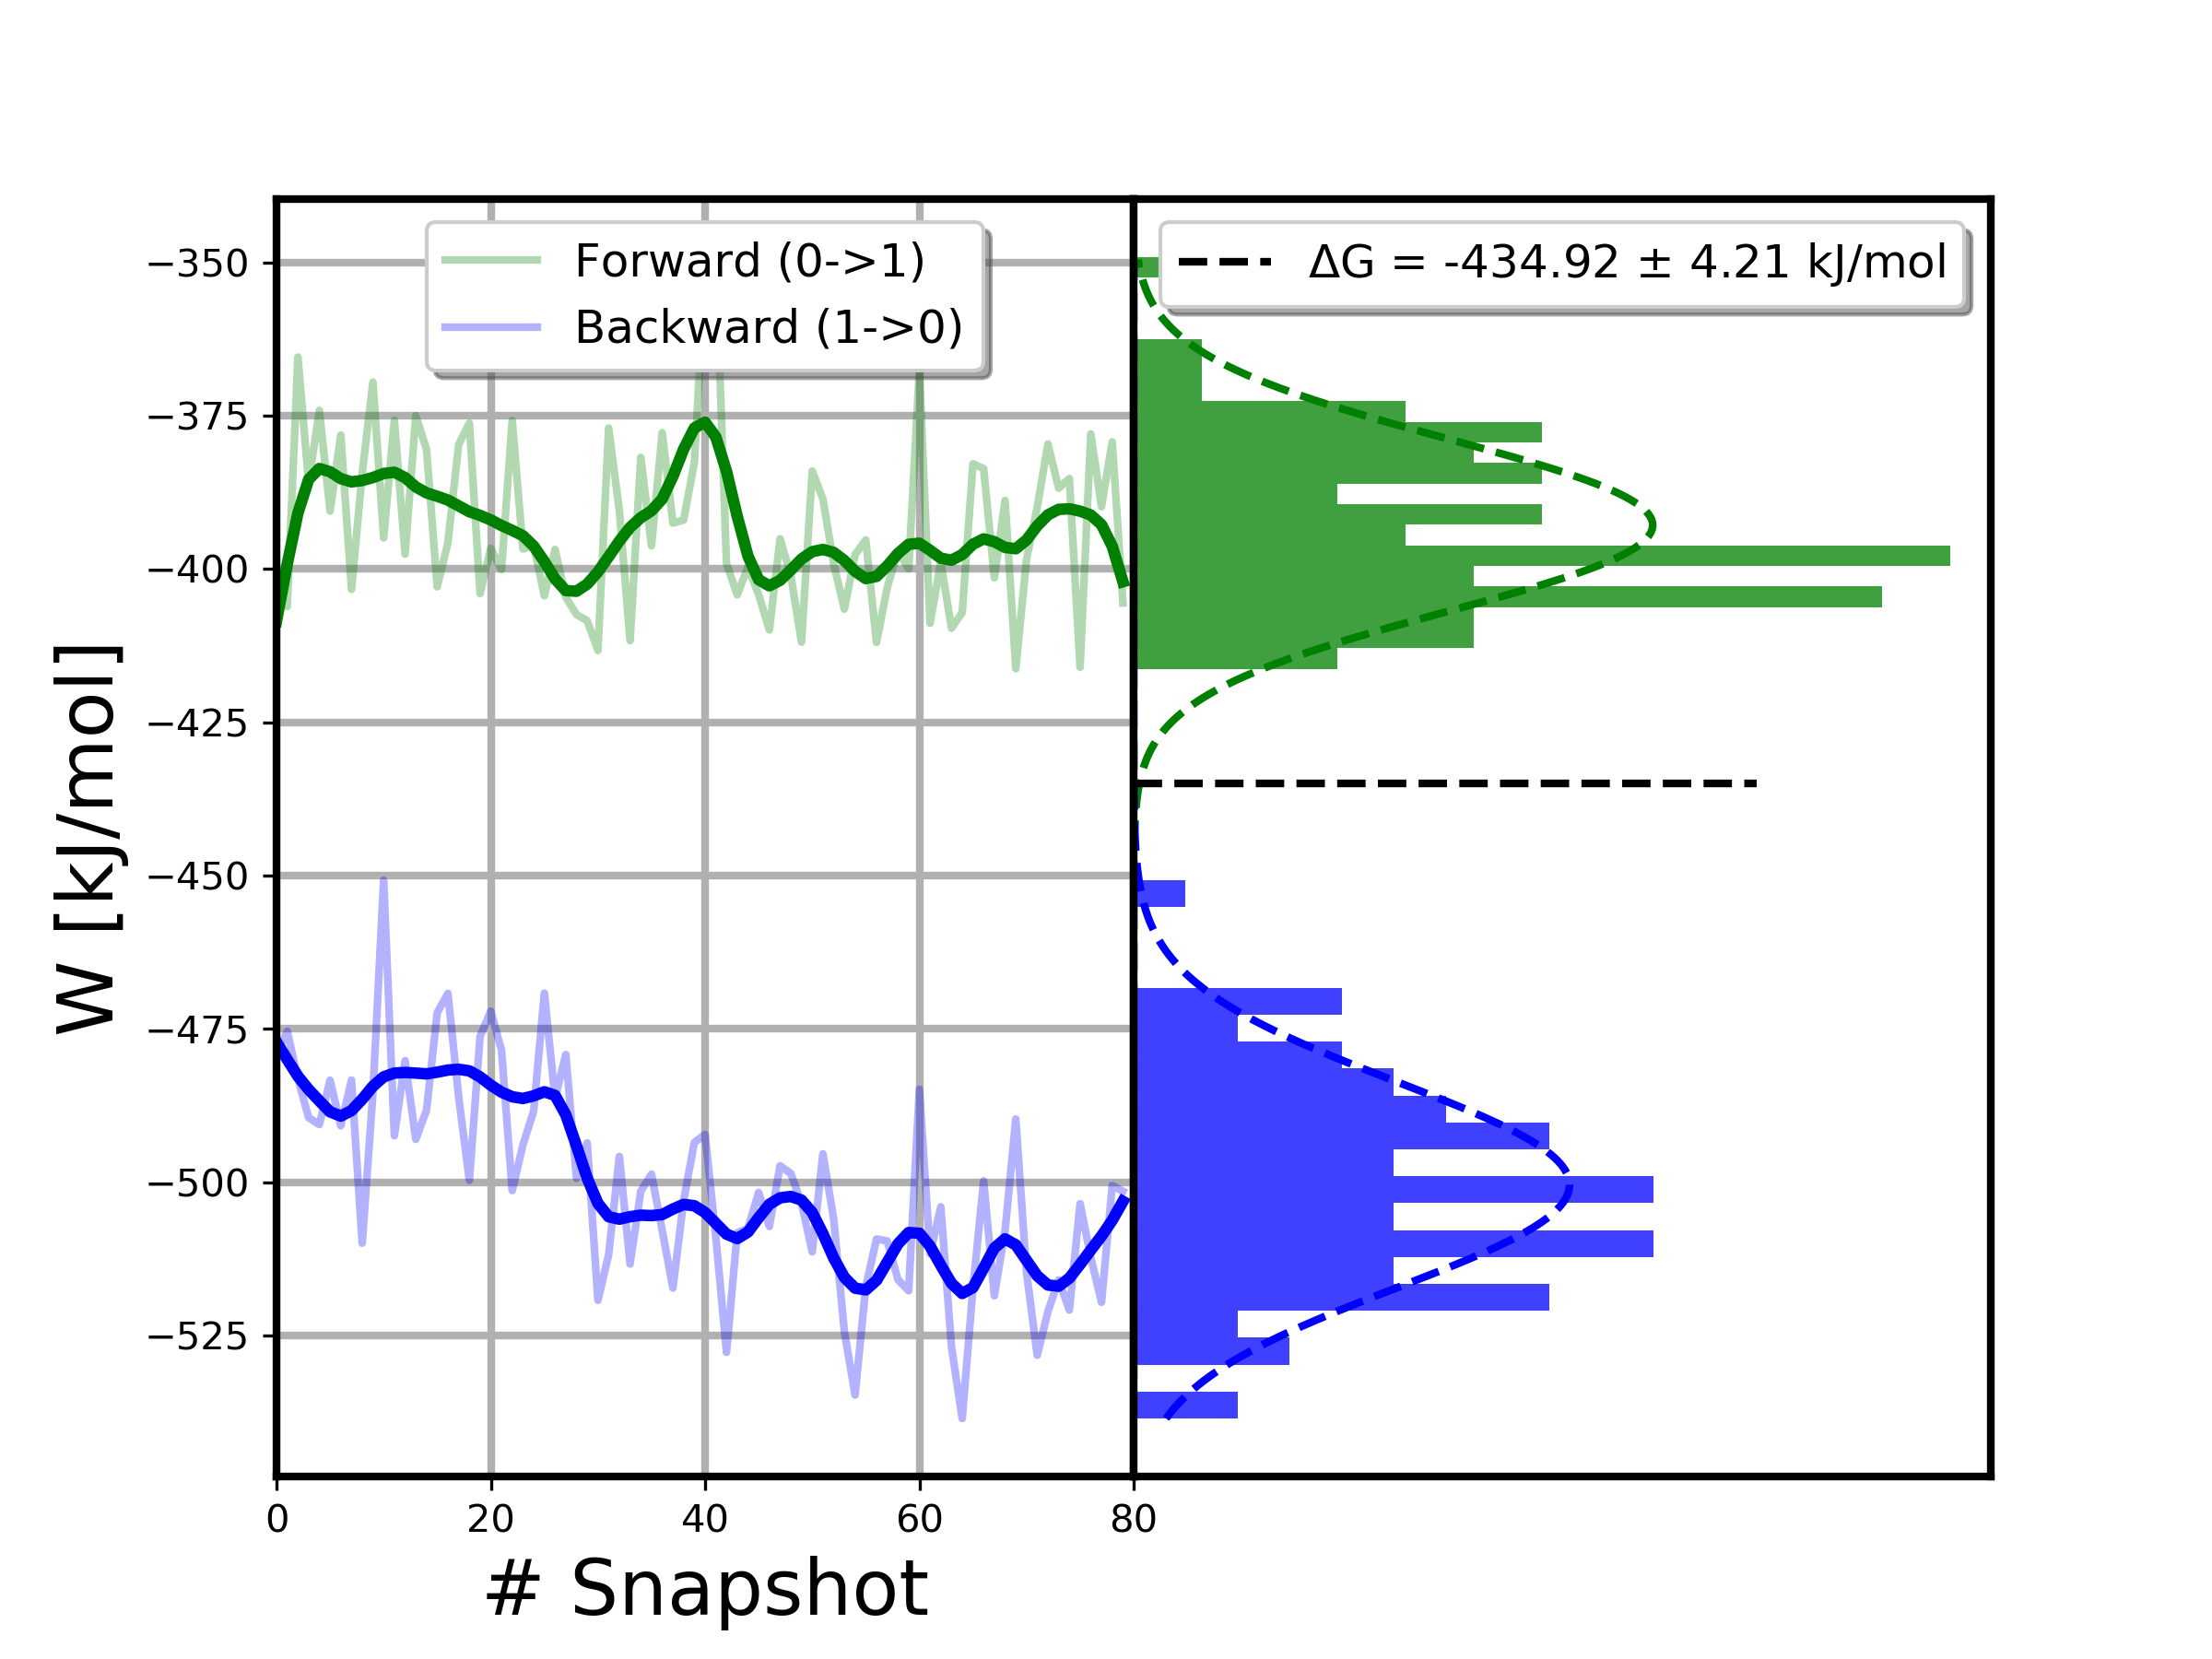 Forward (0->1)
Backward (1->0)
ΔG = -434.92 ± 4.21 kJ/mol
W [kJ/mol]
−350
−375
−400
−425
−450
−475
−500
−525
0 20 40 60 80
# Snapshot